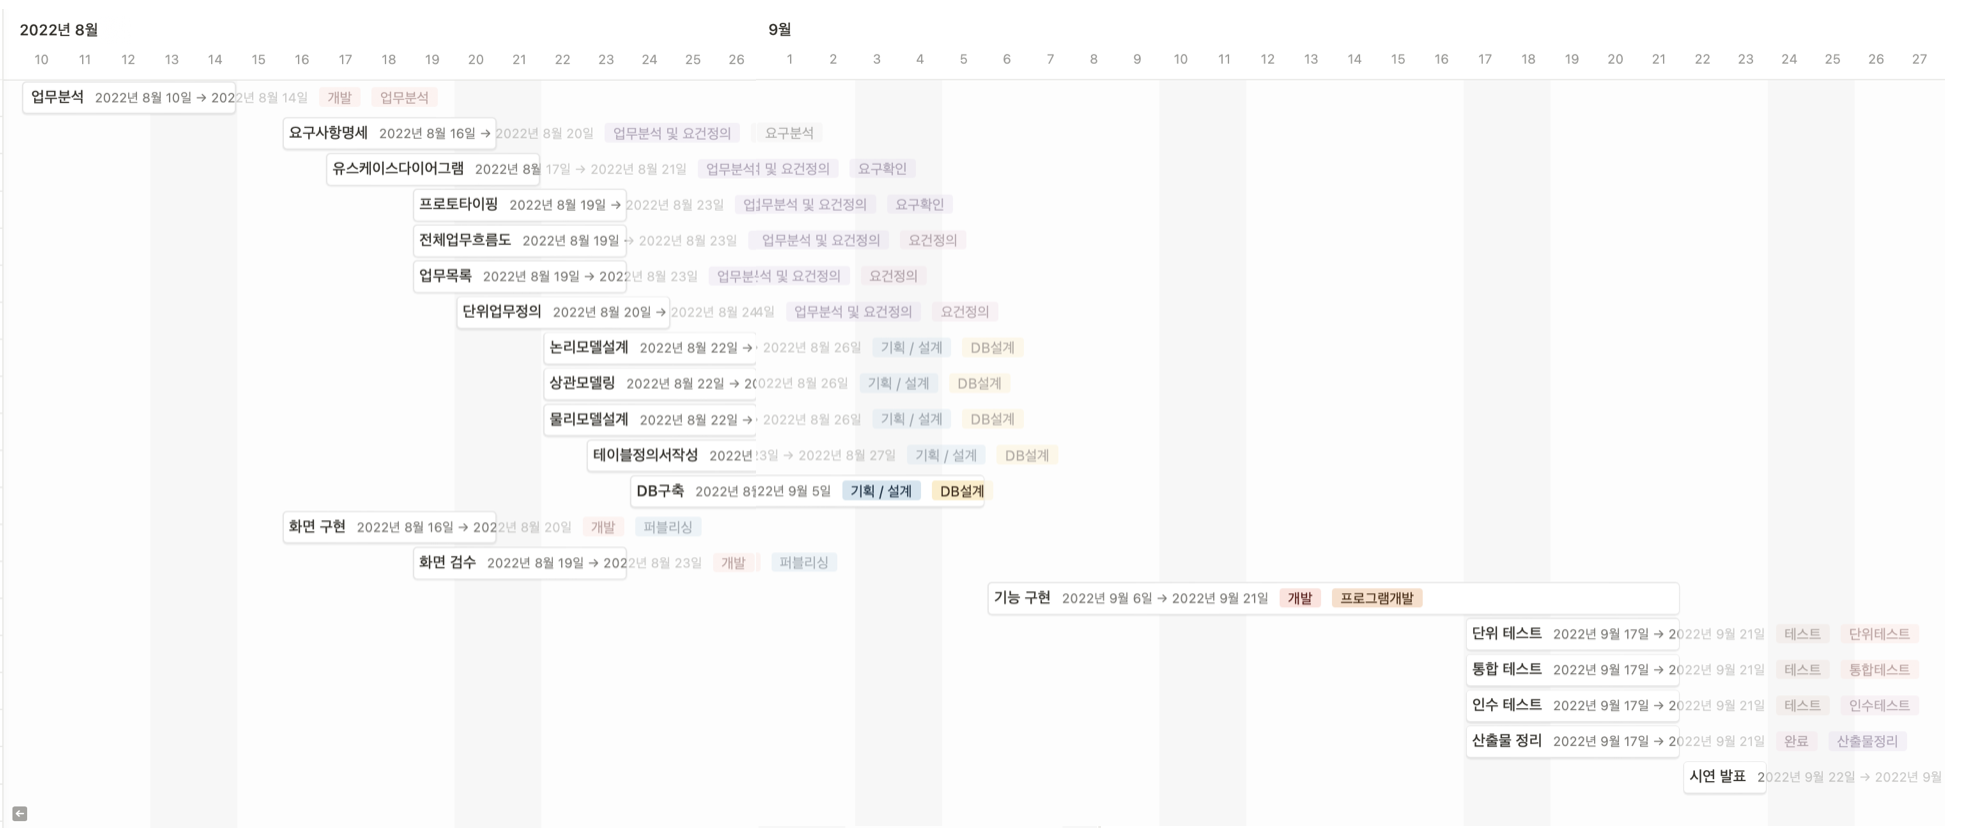 2022년 8월 9월
10 11 12 13 14 15 16 17 18 19 20 21 22 23 24 25 26 1 2 3 4 5 6 7 8 9 10 11 12 13 14 15 16 17 18 19 20 21 22 23 24 25 26 27
업무분석 2022년 8월 10일 → 2022년 8월 14일 개발 업무분석
요구사항명세 2022년 8월 16일 → 2022년 8월 20일 업무분석 및 요건정의 요구분석
유스케이스다이어그램 2022년 8월 17일 → 2022년 8월 21일 업무분석 및 요건정의 요구확인
프로토타이핑 2022년 8월 19일 → 2022년 8월 23일 업무분석 및 요건정의 요구확인
전체업무흐름도 2022년 8월 19일 → 2022년 8월 23일 업무분석 및 요건정의 요건정의
업무목록 2022년 8월 19일 → 2022년 8월 23일 업무분석 및 요건정의 요건정의
단위업무정의 2022년 8월 20일 → 2022년 8월 24일 업무분석 및 요건정의 요건정의
논리모델설계 2022년 8월 22일 → 2022년 8월 26일 기획 / 설계 DB설계
상관모델링 2022년 8월 22일 → 2022년 8월 26일 기획 / 설계 DB설계
물리모델설계 2022년 8월 22일 → 2022년 8월 26일 기획 / 설계 DB설계
테이블정의서작성 2022년 23일 → 2022년 8월 27일 기획 / 설계 DB설계
DB구축 2022년 8 22년 9월 5일 기획 / 설계 DB설계
화면 구현 2022년 8월 16일 → 2022년 8월 20일 개발 퍼블리싱
화면 검수 2022년 8월 19일 → 2022년 8월 23일 개발 퍼블리싱
기능 구현 2022년 9월 6일 → 2022년 9월 21일 개발 프로그램개발
단위 테스트 2022년 9월 17일 → 2022년 9월 21일 테스트 단위테스트
통합 테스트 2022년 9월 17일 → 2022년 9월 21일 테스트 통합테스트
인수 테스트 2022년 9월 17일 → 2022년 9월 21일 테스트 인수테스트
산출물 정리 2022년 9월 17일 → 2022년 9월 21일 완료 산출물정리
시연 발표 2022년 9월 22일 → 2022년 9월